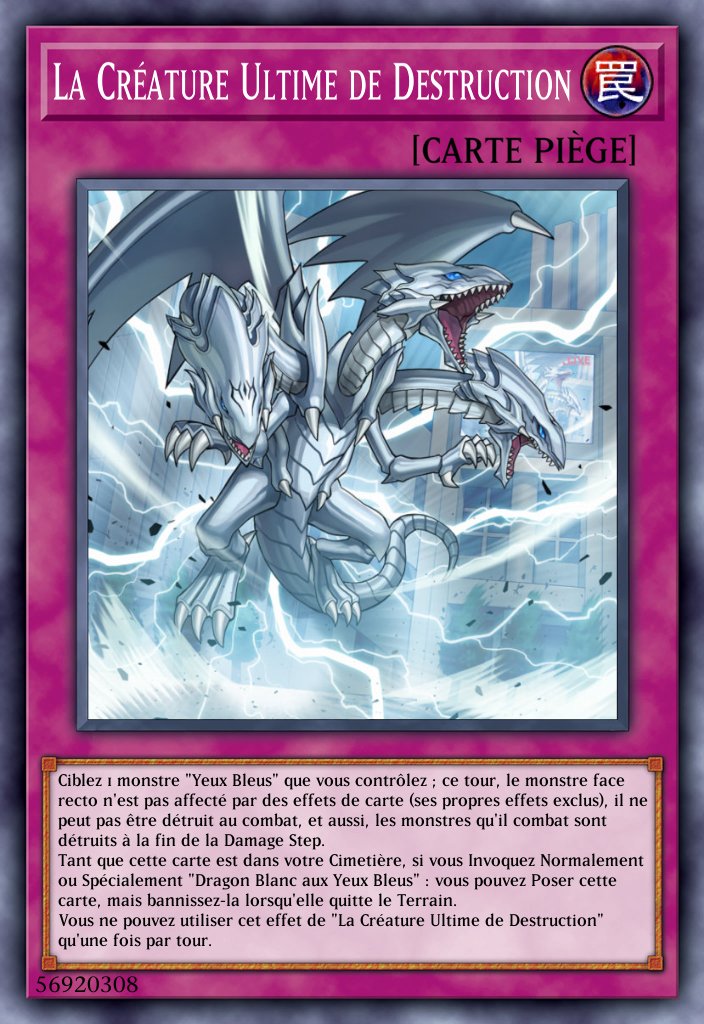 La Créature Ultime de Destruction 罠
[CARTE PIÈGE]
Ciblez 1 monstre "Yeux Bleus" que vous contrôlez ; ce tour, le monstre face
recto n'est pas affecté par des effets de carte (ses propres effets exclus), il ne
peut pas être détruit au combat, et aussi, les monstres qu'il combat sont
détruits à la fin de la Damage Step.
Tant que cette carte est dans votre Cimetière, si vous Invoquez Normalement
ou Spécialement "Dragon Blanc aux Yeux Bleus" : vous pouvez Poser cette
carte, mais bannissez-la lorsqu'elle quitte le Terrain.
Vous ne pouvez utiliser cet effet de "La Créature Ultime de Destruction"
qu'une fois par tour.
56920308